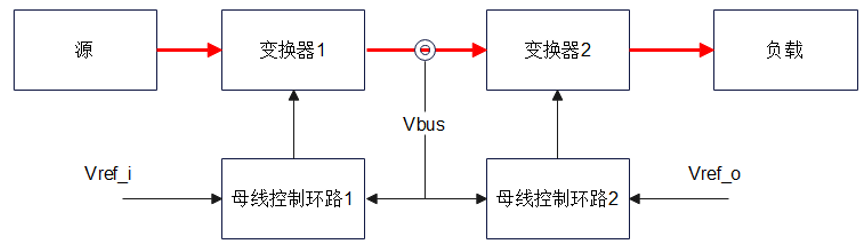 源
变换器1
变换器2
负载
Vbus
Vref_i
Vref_o
母线控制环路1
母线控制环路2